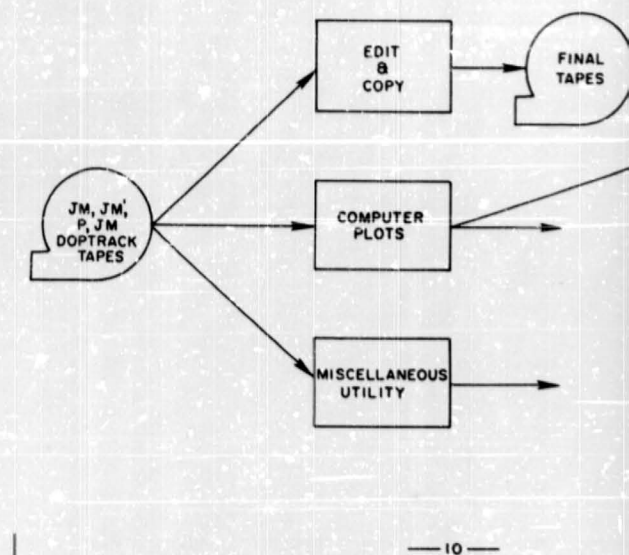 EDIT
&
COPY
FINAL
TAPES
JM, JM',
P, JM
DOPTRACK
TAPES
COMPUTER
PLOTS
MISCELLANEOUS
UTILITY
—10—